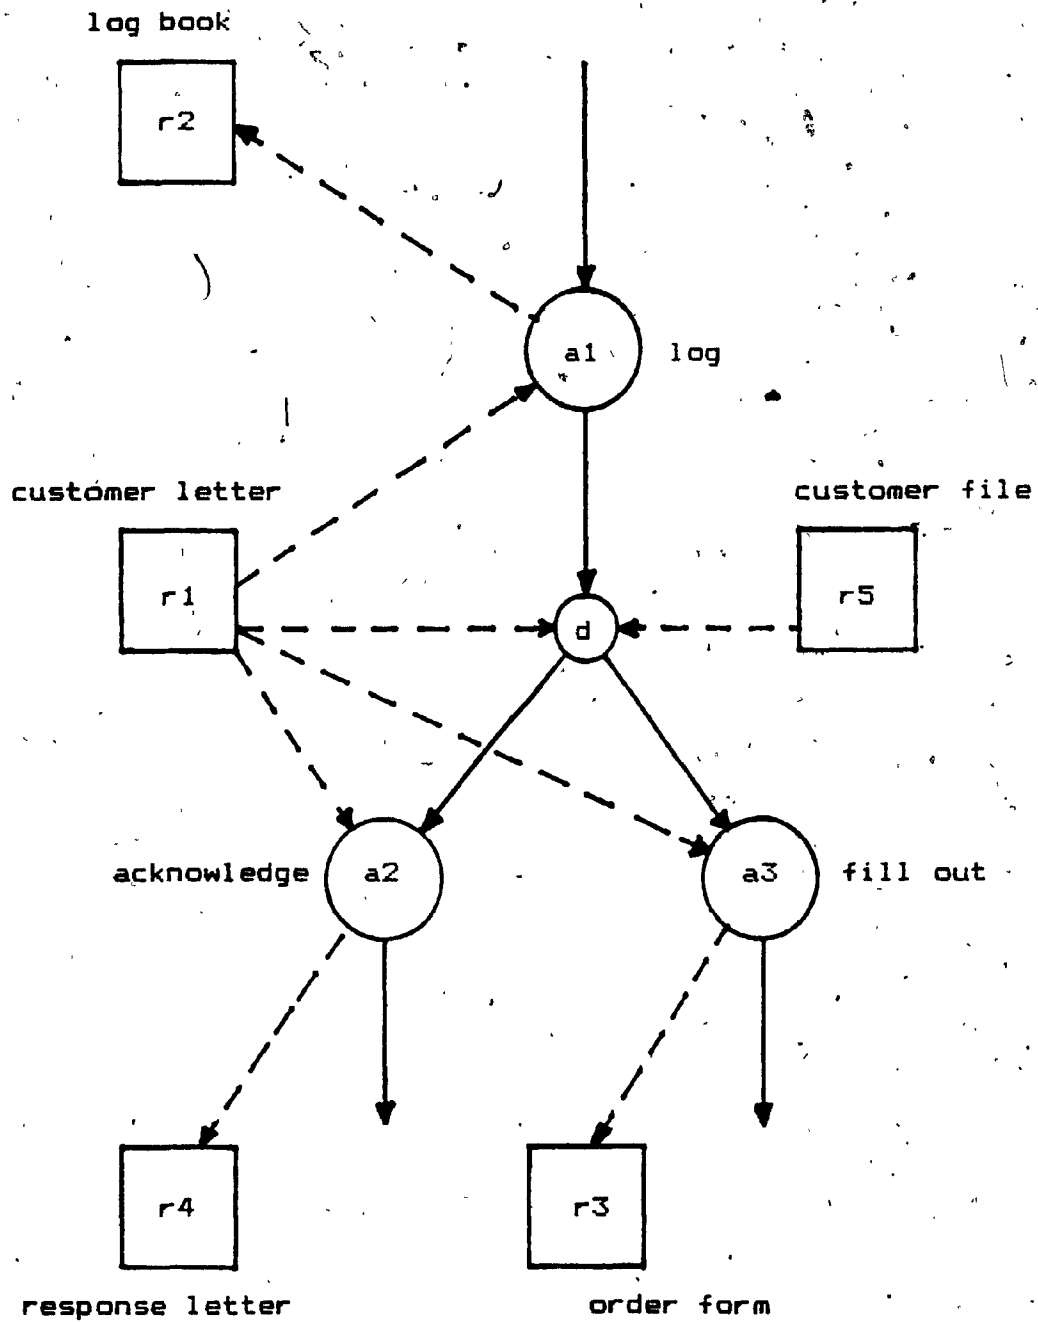 log book
r2
a1 log
customer letter customer file
r1 r5
d
acknowledge a2 a3 fill out
r4 r3
response letter order form